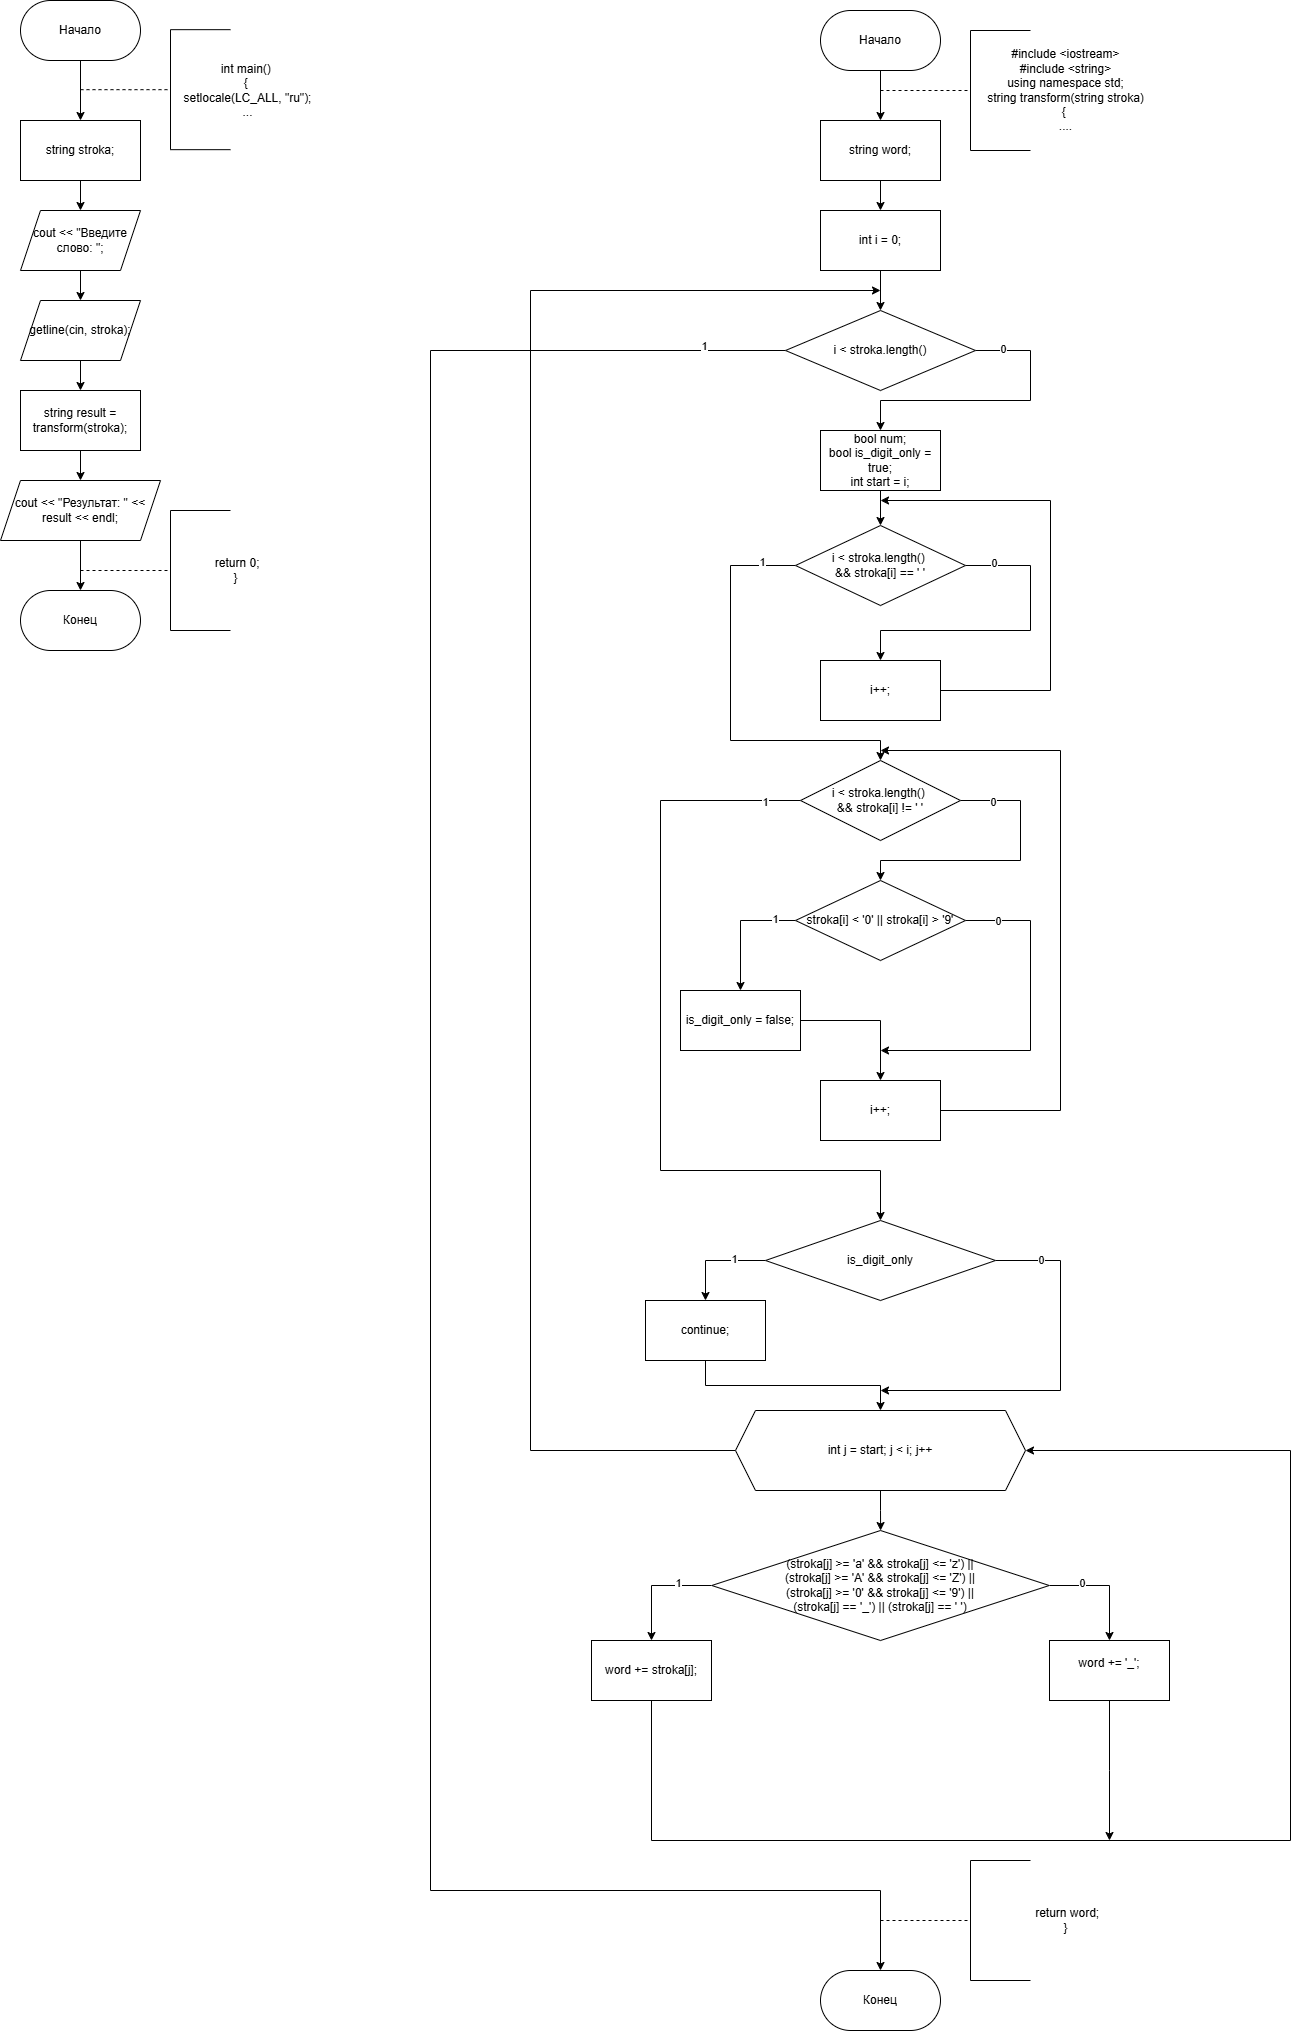 Начало
int main()
{
setlocale(LC_ALL, "ru");
...
string stroka;
cout << "Введите
слово: ";
getline(cin, stroka);
string result =
transform(stroka);
cout << "Результат: " <<
result << endl;
return 0;
}
Конец
Начало
#include <iostream>
#include <string>
using namespace std;
string transform(string stroka)
{
....
string word;
int i = 0;
1
i < stroka.length()
0
bool num;
bool is_digit_only =
true;
int start = i;
1
i < stroka.length()
&& stroka[i] == ' '
0
i++;
1
i < stroka.length()
&& stroka[i] != ' '
0
1
stroka[i] < '0' || stroka[i] > '9'
0
is_digit_only = false;
i++;
1
is_digit_only
0
continue;
int j = start; j < i; j++
1
(stroka[j] >= 'a' && stroka[j] <= 'z') ||
(stroka[j] >= 'A' && stroka[j] <= 'Z') ||
(stroka[j] >= '0' && stroka[j] <= '9') ||
(stroka[j] == '_') || (stroka[j] == ' ')
0
word += stroka[j];
word += '_';
return word;
}
Конец